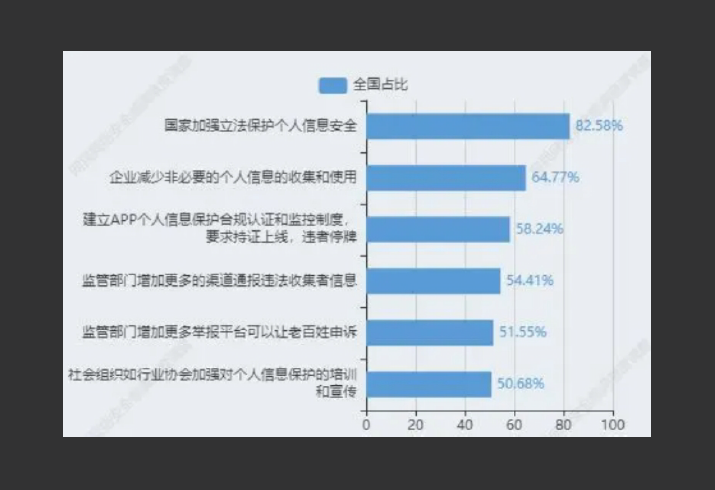 全国占比
国家加强立法保护个人信息安全
82.58%
企业减少非必要的个人信息的收集和使用
64.77%
建立APP个人信息保护合规认证和监控制度，
要求持证上线，违者停牌
58.24%
监管部门增加更多的渠道通报违法收集者信息
54.41%
监管部门增加更多举报平台可以让老百姓申诉
51.55%
社会组织如行业协会加强对个人信息保护的培训
和宣传
50.68%
0 20 40 60 80 100